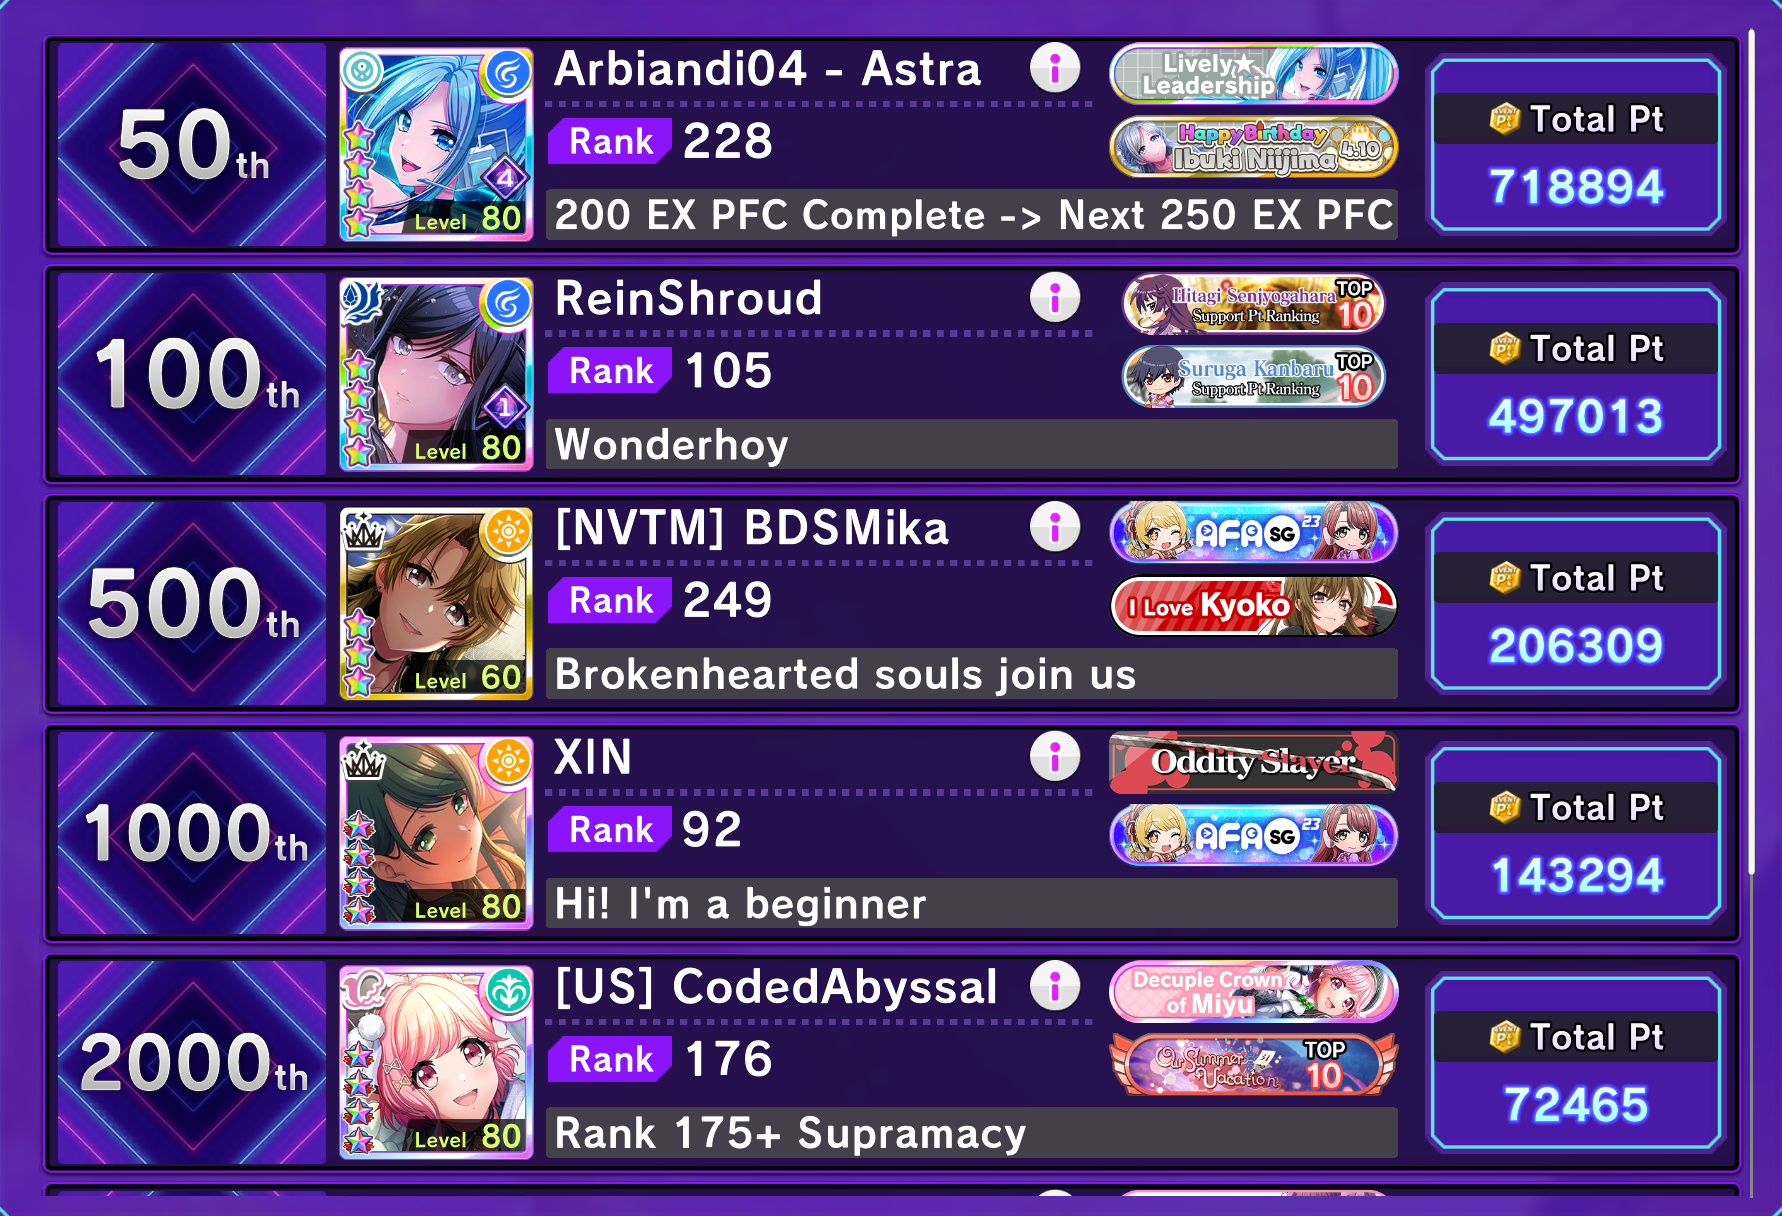 50th
4
Level 80
Arbiandi04 - Astra
Lively★
Leadership
Rank 228
Happy Birthday
Ibuki Niijima
4.10
200 EX PFC Complete -> Next 250 EX PFC
Total Pt
718894
100th
1
Level 80
ReinShroud
Hitagi Senjyogahara
Support Pt Ranking
TOP
10
Rank 105
Suruga Kanbaru
Support Pt Ranking
TOP
10
Wonderhoy
Total Pt
497013
500th
Level 60
[NVTM] BDSMika
AFA SG 23
Rank 249
I Love Kyoko
Brokenhearted souls join us
Total Pt
206309
1000th
Level 80
XIN
Oddity Slayer
Rank 92
AFA SG 23
Hi! I'm a beginner
Total Pt
143294
2000th
Level 80
[US] CodedAbyssal
Decuple Crown
of Miyu
Rank 176
Our Summer
Vacation
TOP
10
Rank 175+ Supramacy
Total Pt
72465